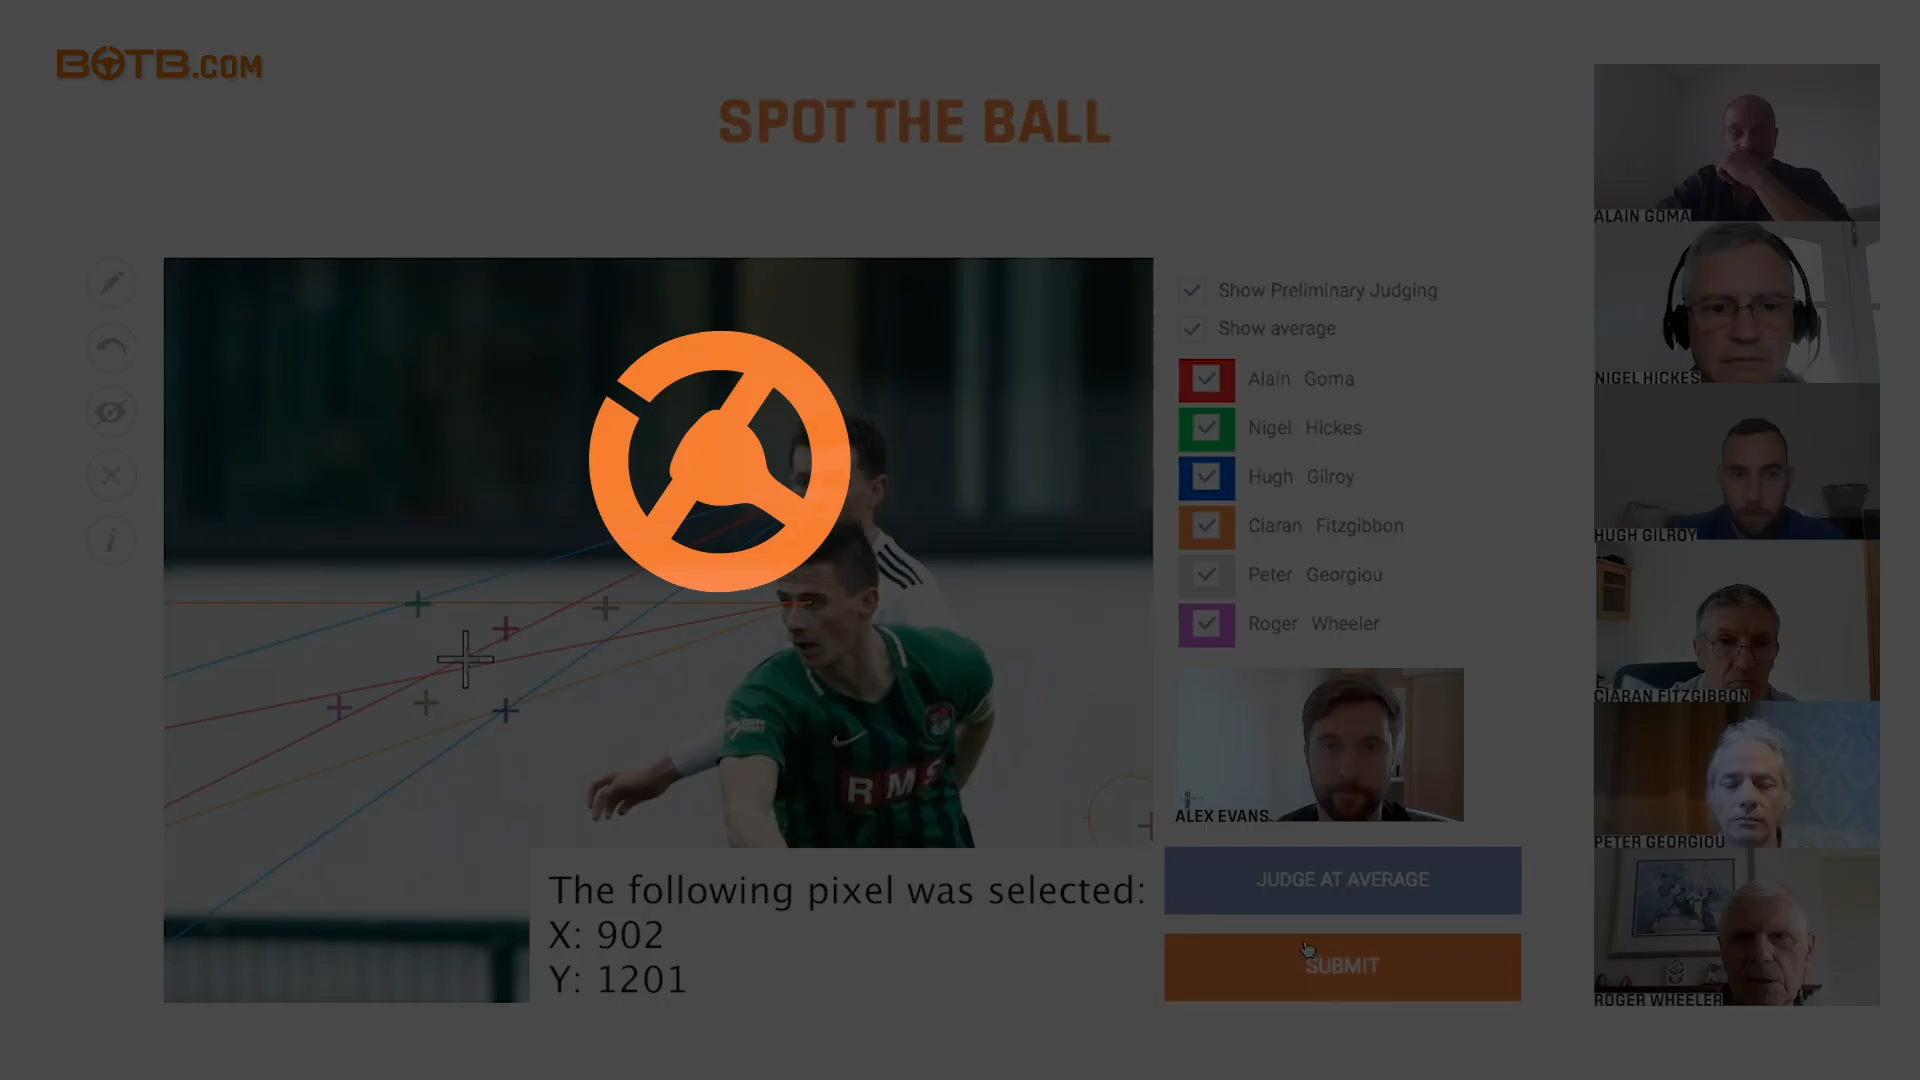 BOTB.COM
SPOT THE BALL
Show Preliminary Judging
Show average
Alain Goma
Nigel Hickes
Hugh Gilroy
Ciaran Fitzgibbon
Peter Georgiou
Roger Wheeler
ALEX EVANS
JUDGE AT AVERAGE
SUBMIT
The following pixel was selected:
X: 902
Y: 1201
RMS
i
ALAIN GOMA
NIGEL HICKES
HUGH GILROY
CIARAN FITZGIBBON
PETER GEORGIOU
ROGER WHEELER